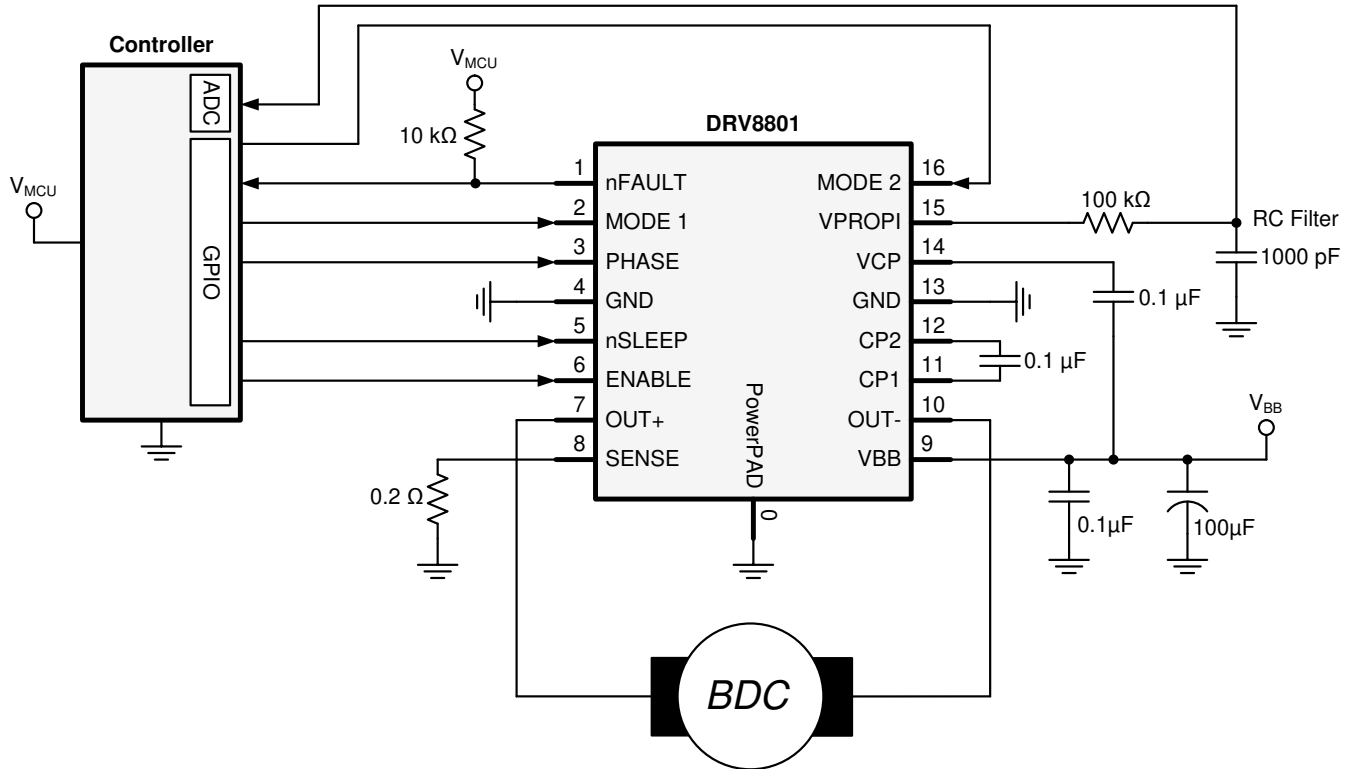 Controller
ADC
GPIO
VMCU
VMCU
10 kΩ
DRV8801
1
nFAULT
2
MODE 1
3
PHASE
4
GND
5
nSLEEP
6
ENABLE
7
OUT+
8
SENSE
16
MODE 2
15
VPROPI
14
VCP
13
GND
12
CP2
11
CP1
10
OUT-
9
VBB
PowerPAD
0
100 kΩ
RC Filter
1000 pF
0.1 µF
0.1 µF
VBB
0.1µF
100µF
0.2 Ω
BDC